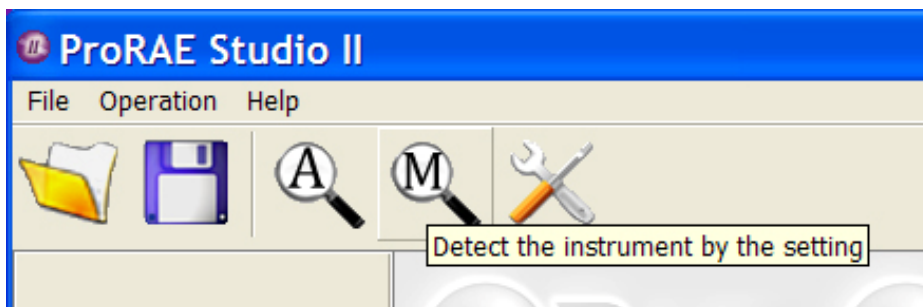 ProRAE Studio II
File Operation Help
A M
Detect the instrument by the setting